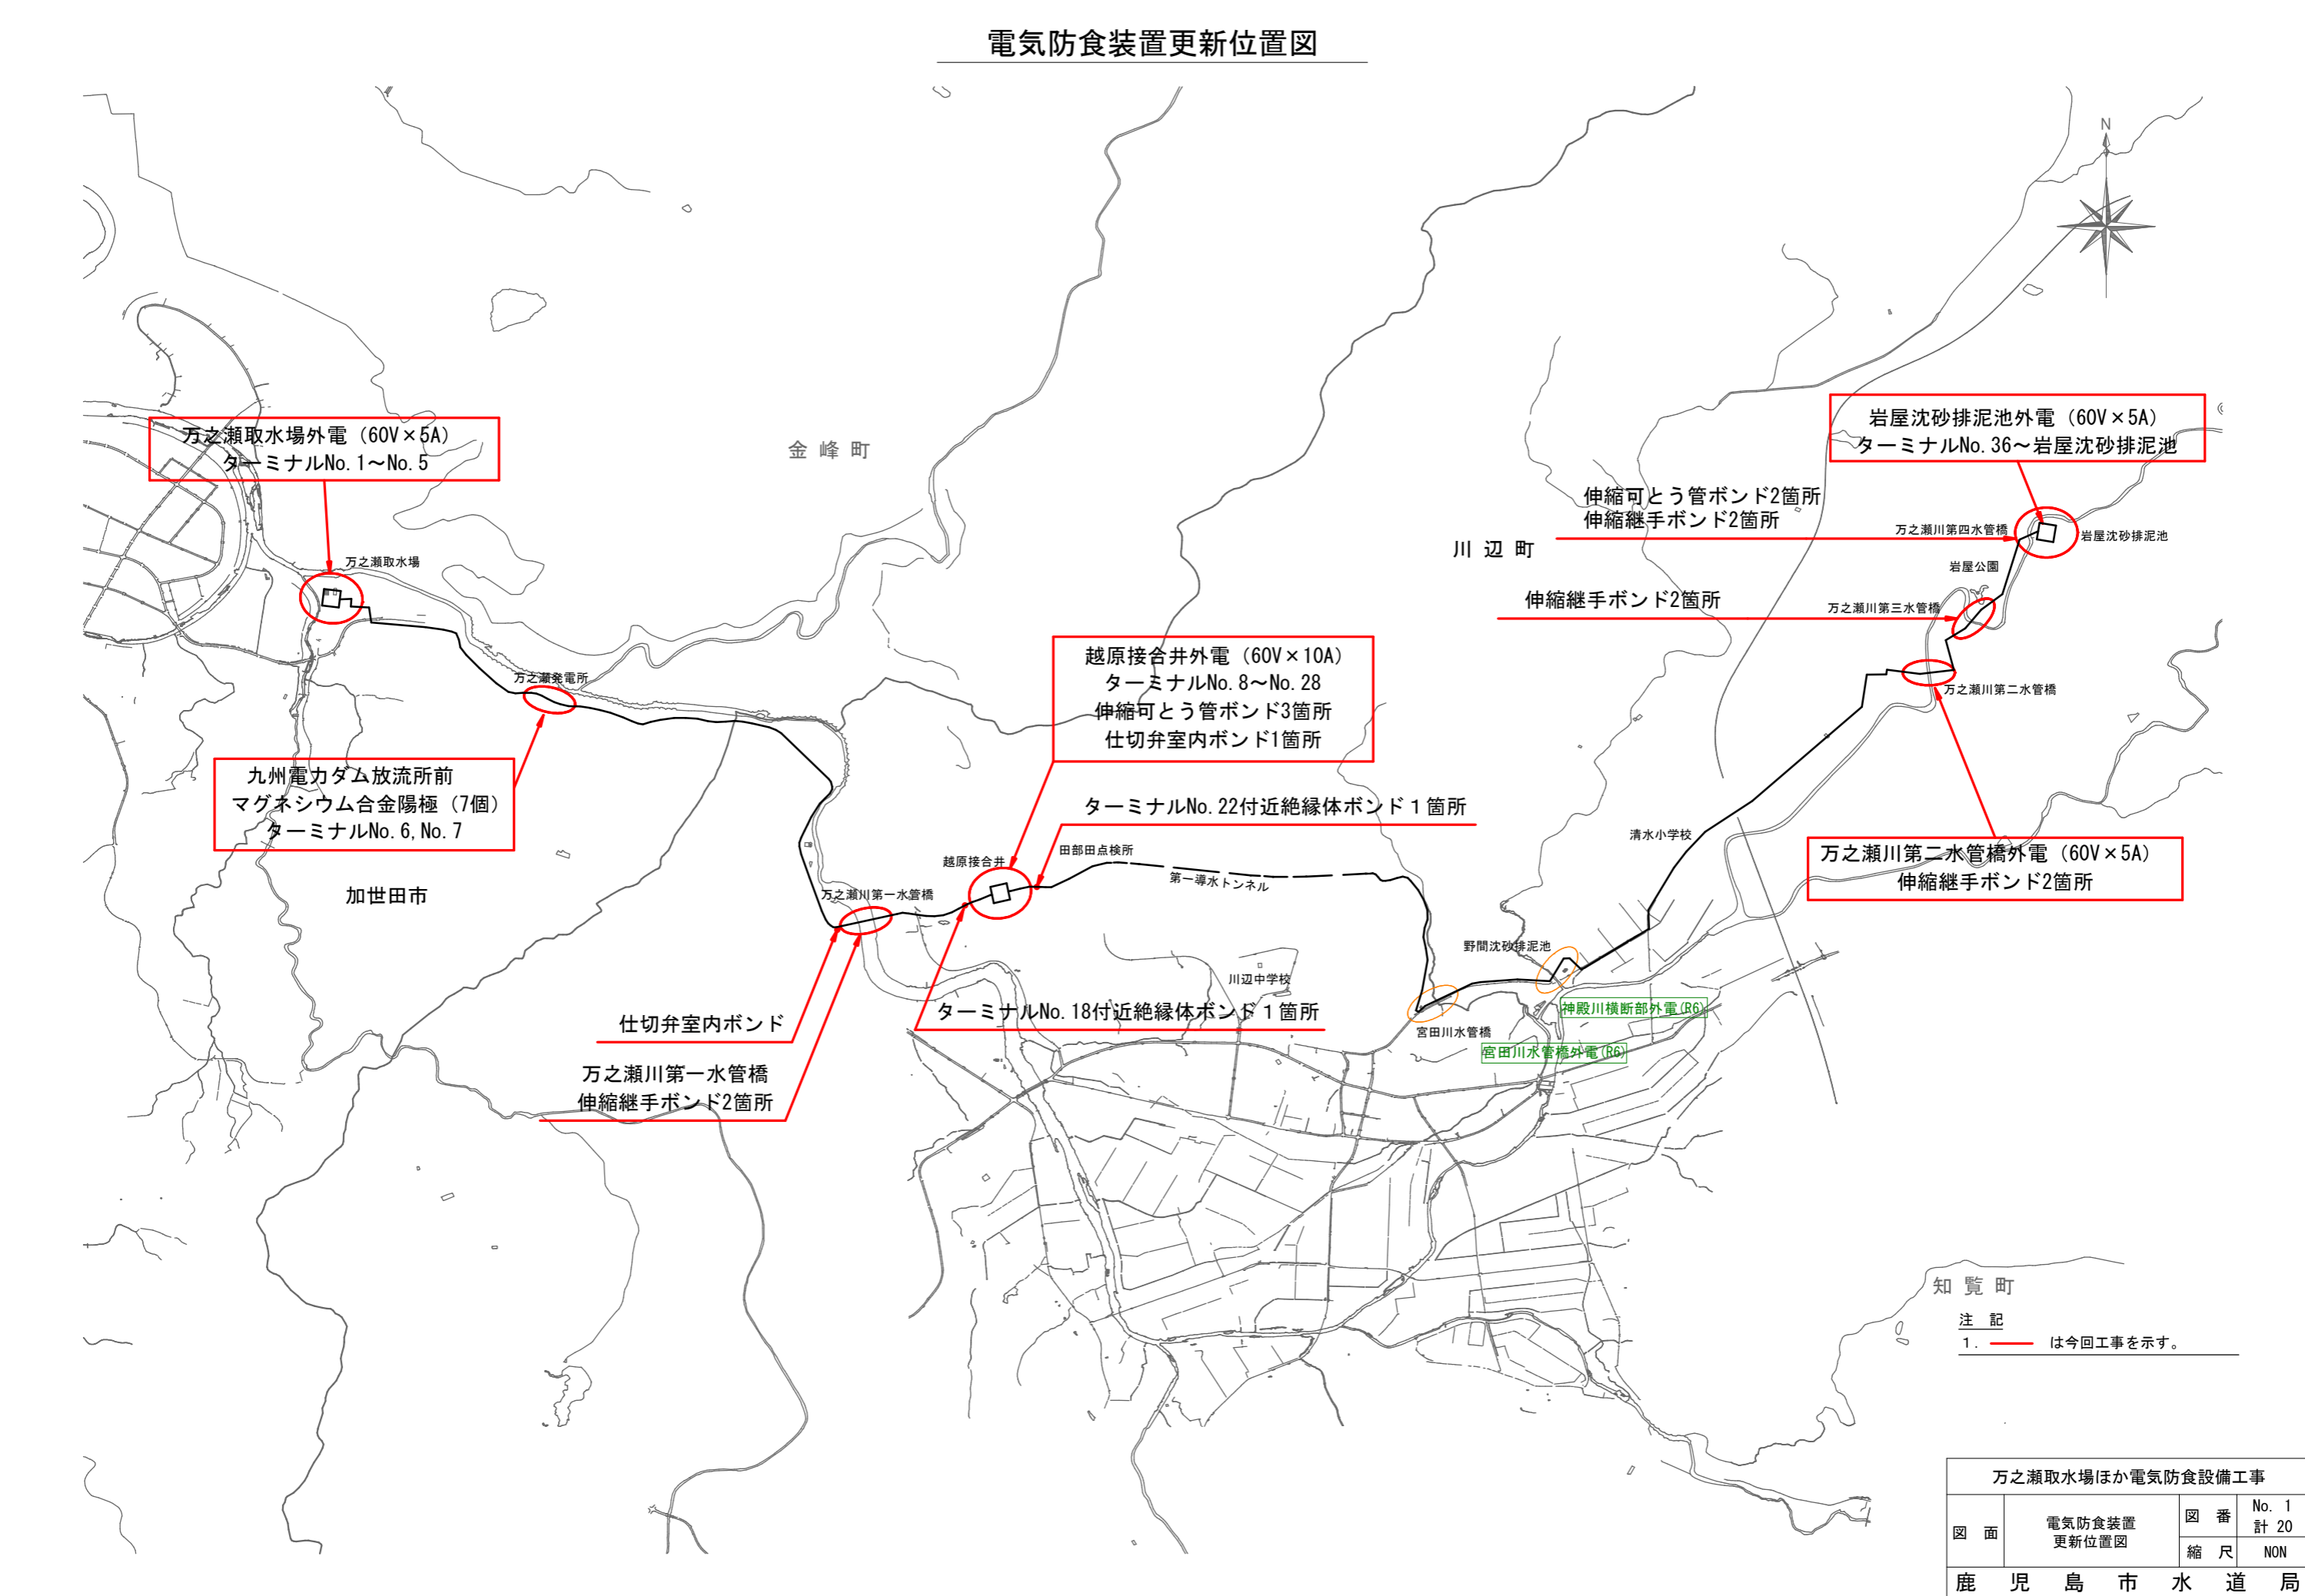 電気防食装置更新位置図
N
万之瀬取水場外電（60V×5A）
ターミナルNo.1～No.5
金 峰 町
岩屋沈砂排泥池外電（60V×5A）
ターミナルNo.36～岩屋沈砂排泥池
伸縮可とう管ボンド2箇所
伸縮継手ボンド2箇所
万之瀬川第四水管橋
岩屋沈砂排泥池
川 辺 町
万之瀬取水場
岩屋公園
伸縮継手ボンド2箇所
万之瀬川第三水管橋
越原接合井外電（60V×10A）
ターミナルNo.8～No.28
伸縮可とう管ボンド3箇所
仕切弁室内ボンド1箇所
万之瀬発電所
万之瀬川第二水管橋
九州電力ダム放流所前
マグネシウム合金陽極（7個）
ターミナルNo.6,No.7
ターミナルNo.22付近絶縁体ボンド１箇所
清水小学校
万之瀬川第二水管橋外電（60V×5A）
伸縮継手ボンド2箇所
田部田点検所
越原接合井
第一導水トンネル
加世田市
万之瀬川第一水管橋
野間沈砂排泥池
川辺中学校
神殿川横断部外電(R6)
ターミナルNo.18付近絶縁体ボンド１箇所
仕切弁室内ボンド
宮田川水管橋
宮田川水管橋外電(R6)
万之瀬川第一水管橋
伸縮継手ボンド2箇所
知 覧 町
注 記
1. は今回工事を示す。
万之瀬取水場ほか電気防食設備工事
図 面
電気防食装置
更新位置図
図 番
No. 1
計 20
縮 尺
NON
鹿 児 島 市 水 道 局